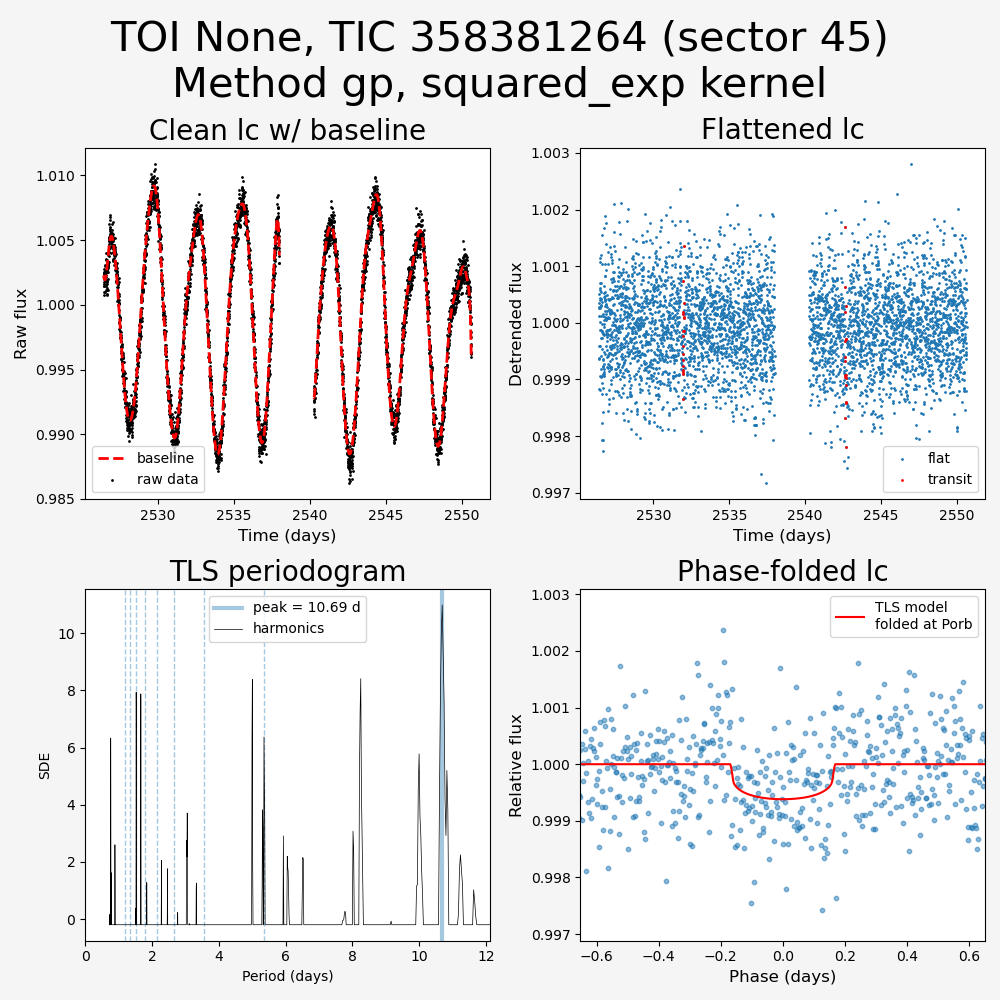 TOI None, TIC 358381264 (sector 45)
Method gp, squared_exp kernel
Clean lc w/ baseline
Raw flux
1.010
1.005
1.000
0.995
0.990
0.985
baseline
raw data
2530
2535
2540
2545
2550
Time (days)
Flattened lc
Detrended flux
1.003
1.002
1.001
1.000
0.999
0.998
0.997
flat
transit
2530
2535
2540
2545
2550
Time (days)
TLS periodogram
SDE
10
8
6
4
2
0
peak = 10.69 d
harmonics
0
2
4
6
8
10
12
Period (days)
Phase-folded lc
Relative flux
1.003
1.002
1.001
1.000
0.999
0.998
0.997
TLS model
folded at Porb
−0.6
−0.4
−0.2
0.0
0.2
0.4
0.6
Phase (days)